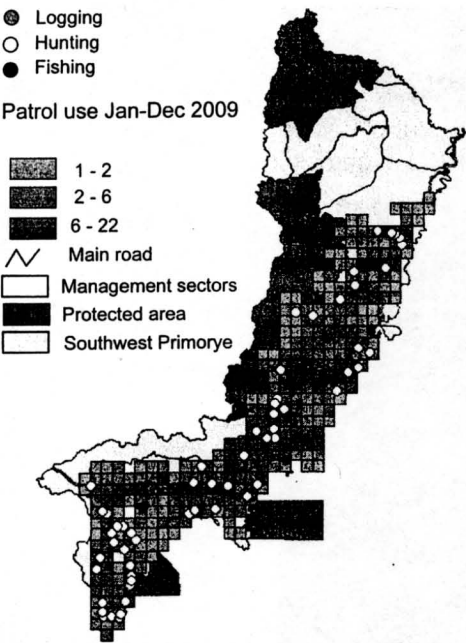 Logging
Hunting
Fishing
Patrol use Jan-Dec 2009
1 - 2
2 - 6
6 - 22
Main road
Management sectors
Protected area
Southwest Primorye